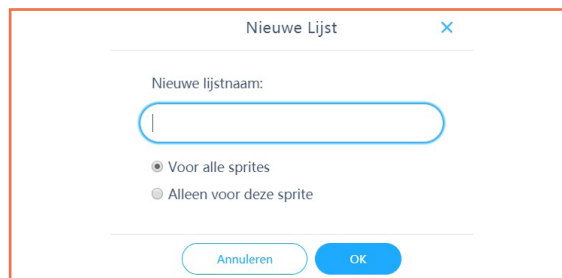 Nieuwe Lijst ×
Nieuwe lijstnaam:
Voor alle sprites
Alleen voor deze sprite
Annuleren OK